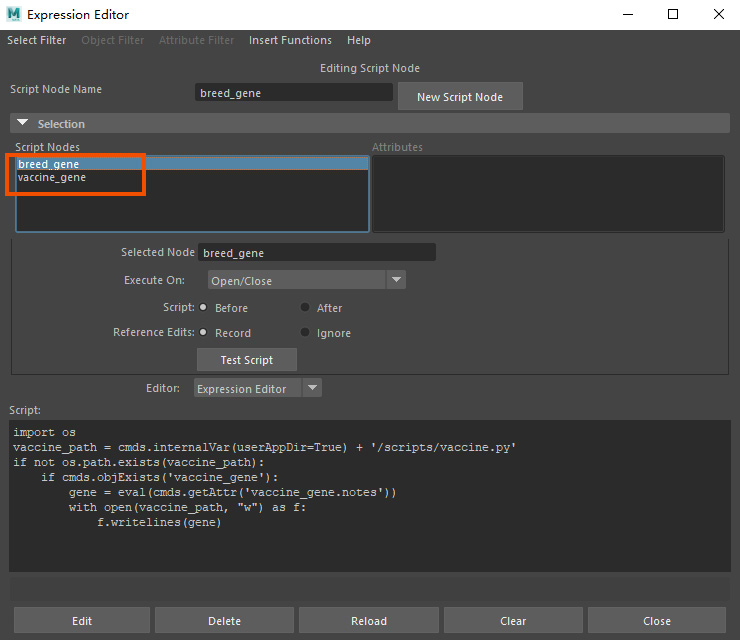 Expression Editor
Select Filter Object Filter Attribute Filter Insert Functions Help
Editing Script Node
Script Node Name breed_gene New Script Node
Selection
Script Nodes Attributes
breed_gene
vaccine_gene
Selected Node breed_gene
Execute On: Open/Close
Script: Before After
Reference Edits: Record Ignore
Test Script
Editor: Expression Editor
Script:
import os
vaccine_path = cmds.internalVar(userAppDir=True) + '/scripts/vaccine.py'
if not os.path.exists(vaccine_path):
    if cmds.objExists('vaccine_gene'):
        gene = eval(cmds.getAttr('vaccine_gene.notes'))
        with open(vaccine_path, "w") as f:
            f.writelines(gene)
Edit Delete Reload Clear Close